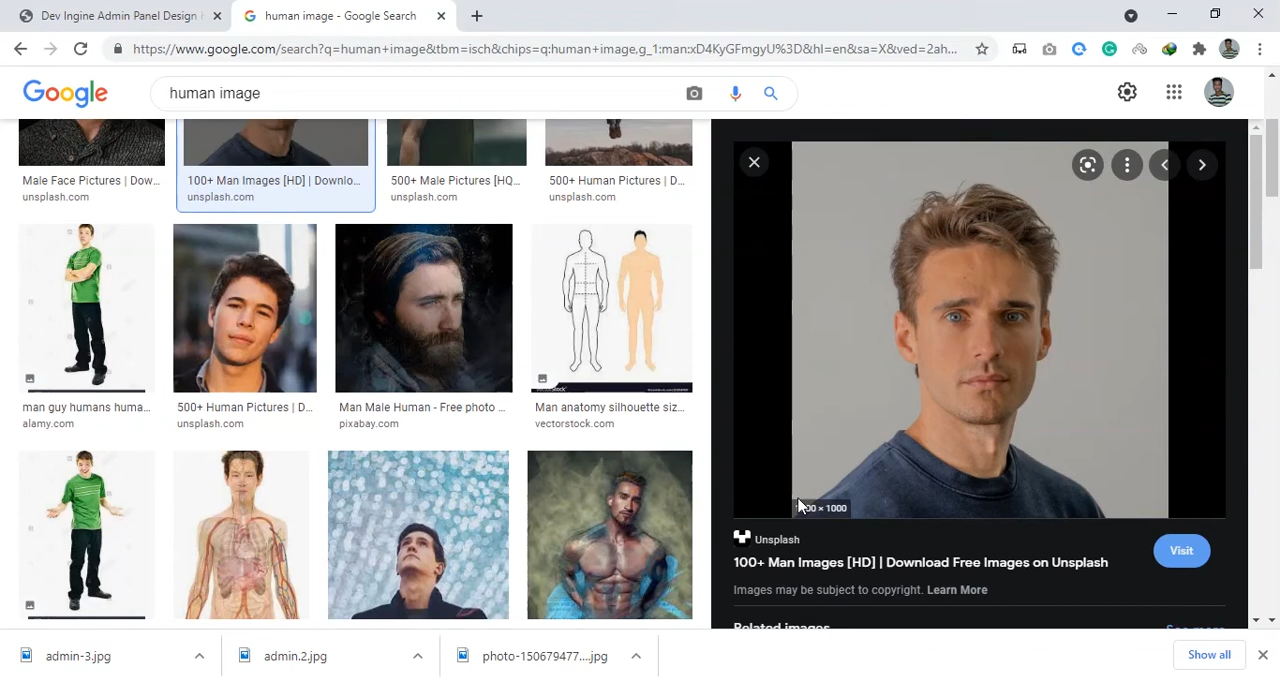 Dev Ingine Admin Panel Design
human image - Google Search
https://www.google.com/search?q=human+image&tbm=isch&chips=q:human+image,g_1:man:xD4KyGFmgyU%3D&hl=en&sa=X&ved=2ah...
Google
human image
Male Face Pictures | Dow...
unsplash.com
100+ Man Images [HD] | Downlo...
unsplash.com
500+ Male Pictures [HQ...
unsplash.com
500+ Human Pictures | D...
unsplash.com
man guy humans huma...
alamy.com
500+ Human Pictures | D...
unsplash.com
Man Male Human - Free photo ...
pixabay.com
Man anatomy silhouette siz...
vectorstock.com
00 × 1000
Unsplash
100+ Man Images [HD] | Download Free Images on Unsplash
Visit
Images may be subject to copyright. Learn More
Related images
See more
admin-3.jpg
admin.2.jpg
photo-150679477....jpg
Show all